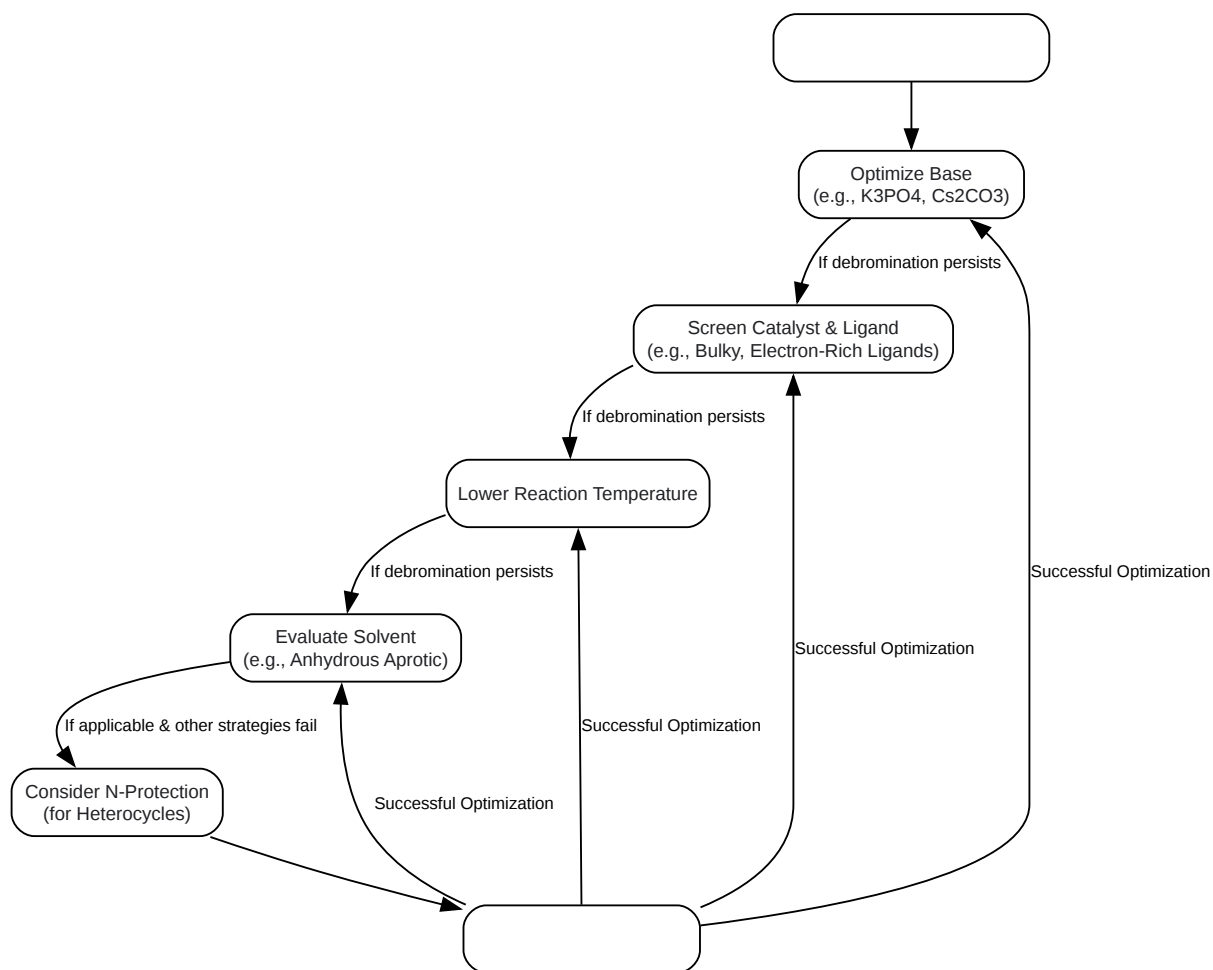 Optimize Base
(e.g., K3PO4, Cs2CO3)
If debromination persists
Screen Catalyst & Ligand
(e.g., Bulky, Electron-Rich Ligands)
If debromination persists
Lower Reaction Temperature
If debromination persists
Successful Optimization
Evaluate Solvent
(e.g., Anhydrous Aprotic)
Successful Optimization
If applicable & other strategies fail
Successful Optimization
Consider N-Protection
(for Heterocycles)
Successful Optimization